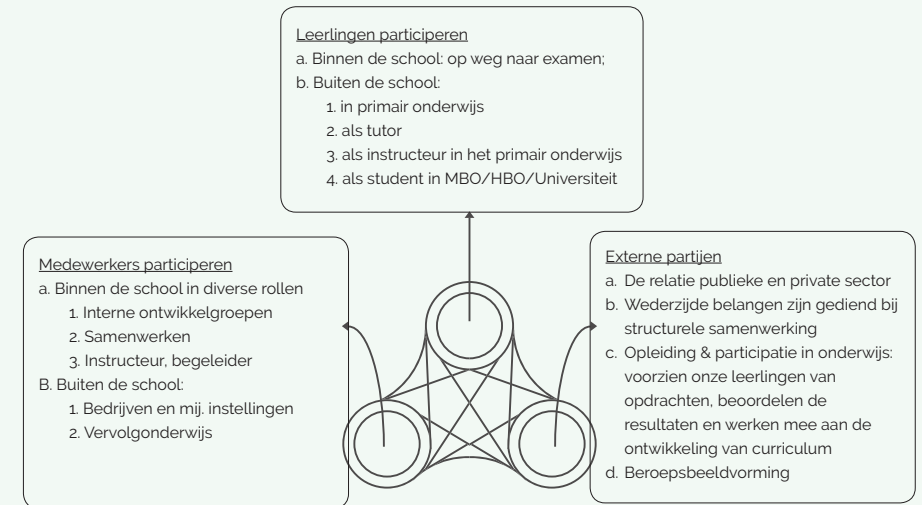 Leerlingen participeren
a. Binnen de school: op weg naar examen;
b. Buiten de school:
1. in primair onderwijs
2. als tutor
3. als instructeur in het primair onderwijs
4. als student in MBO/HBO/Universiteit
Medewerkers participeren
a. Binnen de school in diverse rollen
1. Interne ontwikkelgroepen
2. Samenwerken
3. Instructeur, begeleider
B. Buiten de school:
1. Bedrijven en mij. instellingen
2. Vervolgonderwijs
Externe partijen
a. De relatie publieke en private sector
b. Wederzijde belangen zijn gediend bij
structurele samenwerking
c. Opleiding & participatie in onderwijs:
voorzien onze leerlingen van
opdrachten, beoordelen de
resultaten en werken mee aan de
ontwikkeling van curriculum
d. Beroepsbeeldvorming